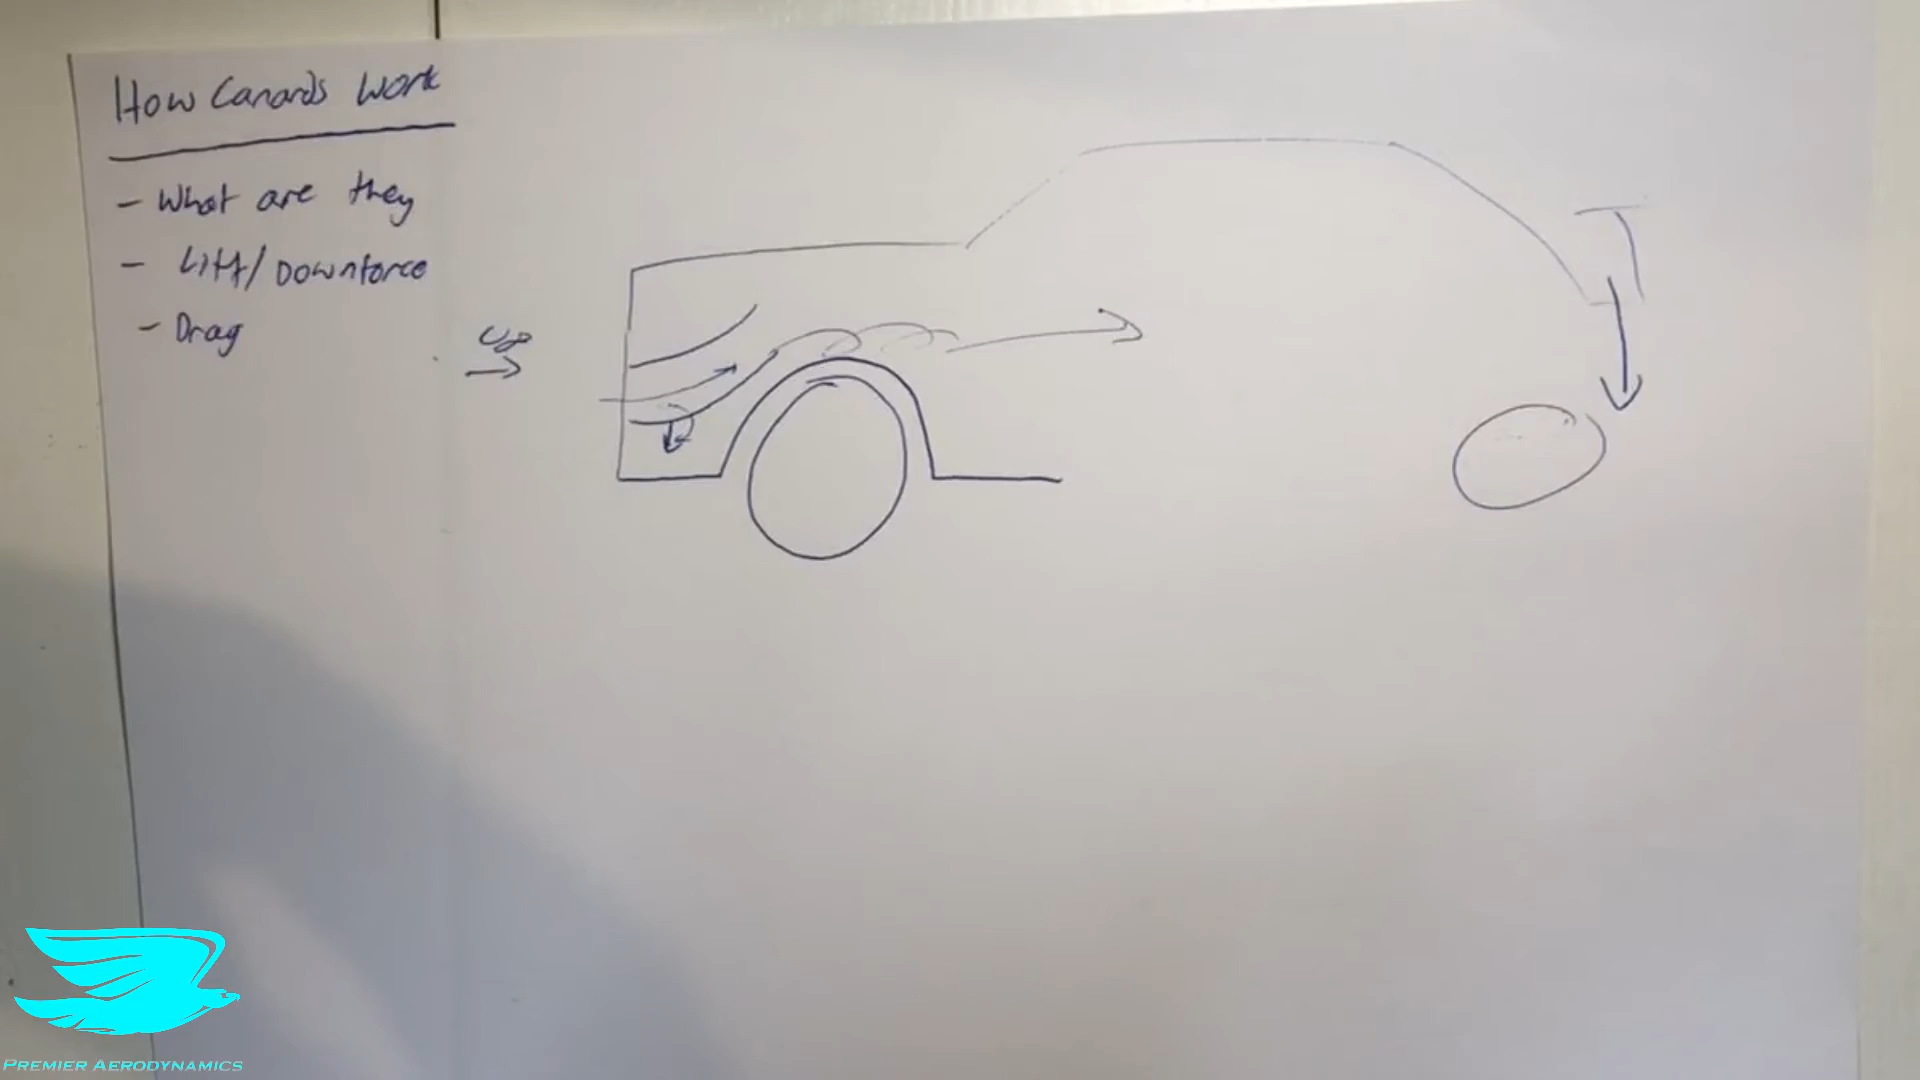 How Canards Work
- What are they
- Lift/Downforce
- Drag
U∞
PREMIER AERODYNAMICS